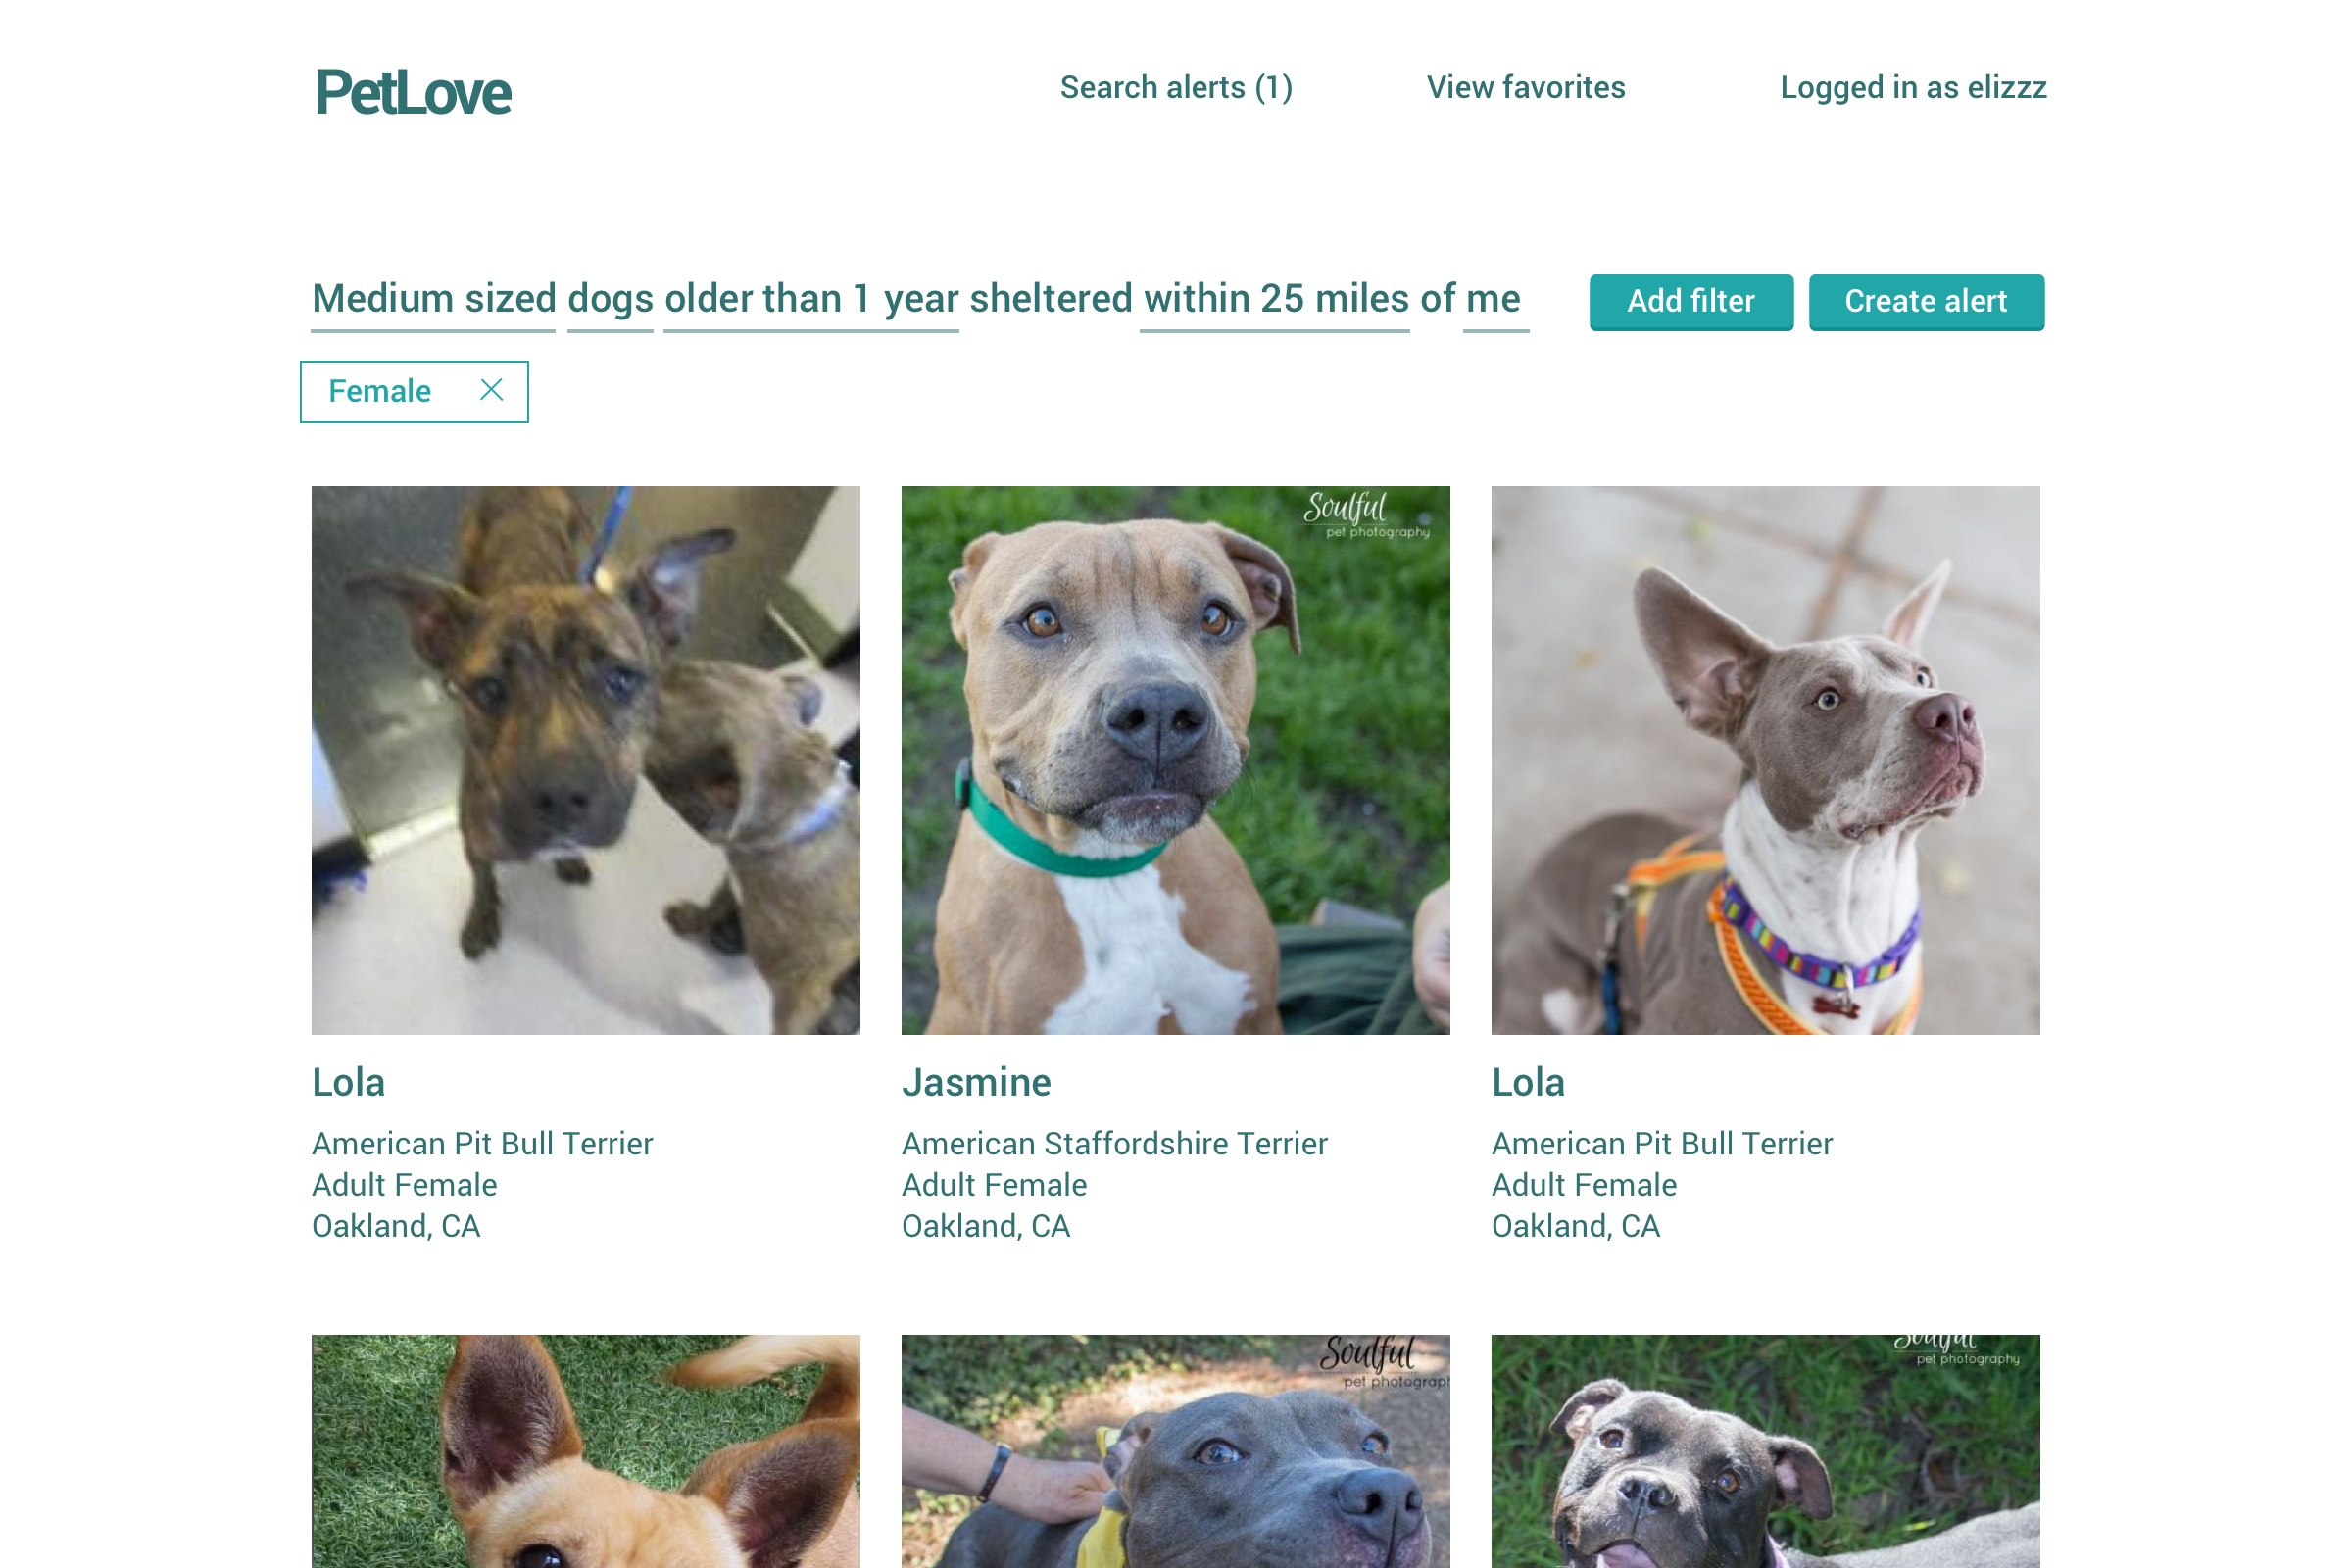 PetLove
Search alerts (1)
View favorites
Logged in as elizzz
Medium sized dogs older than 1 year sheltered within 25 miles of me
Add filter
Create alert
Female
Soulful
pet photography
Lola
American Pit Bull Terrier
Adult Female
Oakland, CA
Jasmine
American Staffordshire Terrier
Adult Female
Oakland, CA
Lola
American Pit Bull Terrier
Adult Female
Oakland, CA
Soulful
pet photograph
Soulful
pet photography